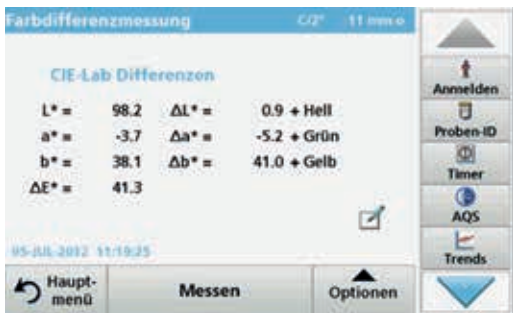 Farbdifferenzmessung C/2° 11 mm o
CIE-Lab Differenzen
L* = 98.2 ΔL* = 0.9 + Hell
a* = -3.7 Δa* = -5.2 + Grün
b* = 38.1 Δb* = 41.0 + Gelb
ΔE* = 41.3
05-JUL-2012 11:19:25
Haupt-
menü
Messen
Optionen
Anmelden
Proben-ID
Timer
AQS
Trends